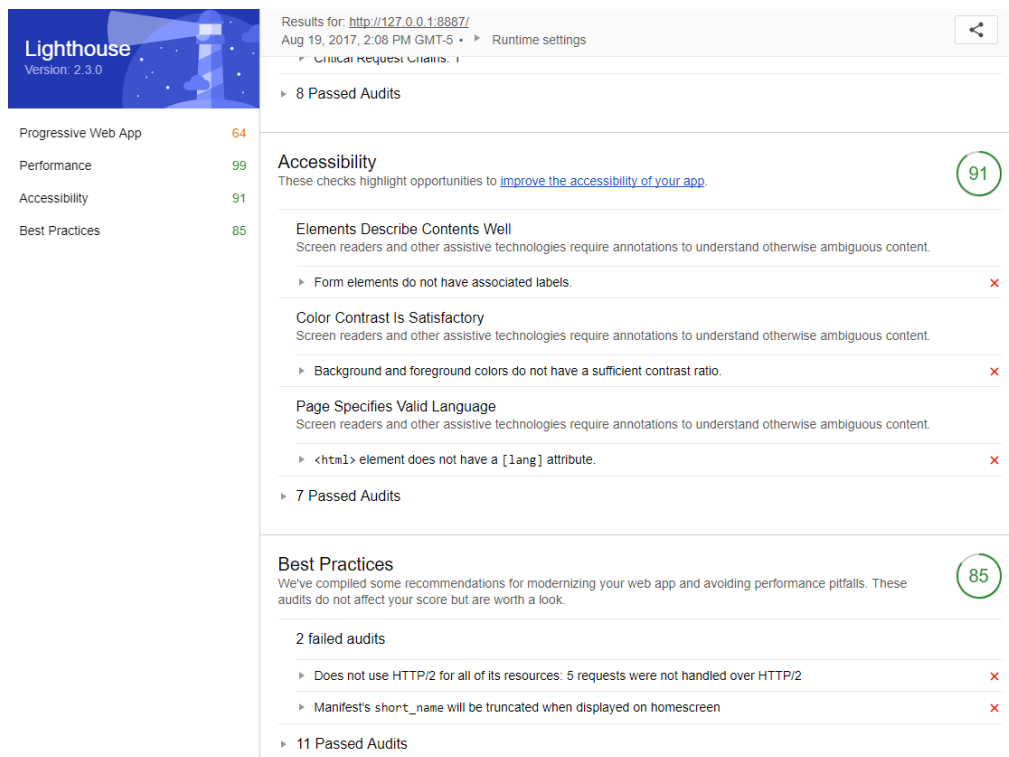 Lighthouse
Version: 2.3.0
Progressive Web App 64
Performance 99
Accessibility 91
Best Practices 85
Results for: http://127.0.0.1:8887/
Aug 19, 2017, 2:08 PM GMT-5 • Runtime settings
Critical Request Chains: 1
8 Passed Audits
Accessibility
These checks highlight opportunities to improve the accessibility of your app.
91
Elements Describe Contents Well
Screen readers and other assistive technologies require annotations to understand otherwise ambiguous content.
Form elements do not have associated labels.
Color Contrast Is Satisfactory
Screen readers and other assistive technologies require annotations to understand otherwise ambiguous content.
Background and foreground colors do not have a sufficient contrast ratio.
Page Specifies Valid Language
Screen readers and other assistive technologies require annotations to understand otherwise ambiguous content.
<html> element does not have a [lang] attribute.
7 Passed Audits
Best Practices
We've compiled some recommendations for modernizing your web app and avoiding performance pitfalls. These
audits do not affect your score but are worth a look.
85
2 failed audits
Does not use HTTP/2 for all of its resources: 5 requests were not handled over HTTP/2
Manifest's short_name will be truncated when displayed on homescreen
11 Passed Audits